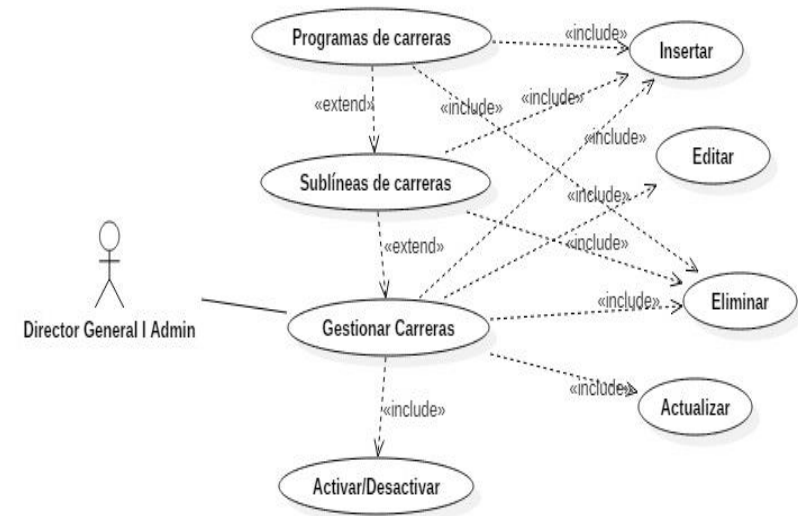 Programas de carreras
«include»
Insertar
«extend»
«include»
«include»
«include»
Editar
Sublíneas de carreras
«include»
«extend»
«include»
«include»
Eliminar
Director General I Admin
Gestionar Carreras
«include»
«include»
Actualizar
Activar/Desactivar